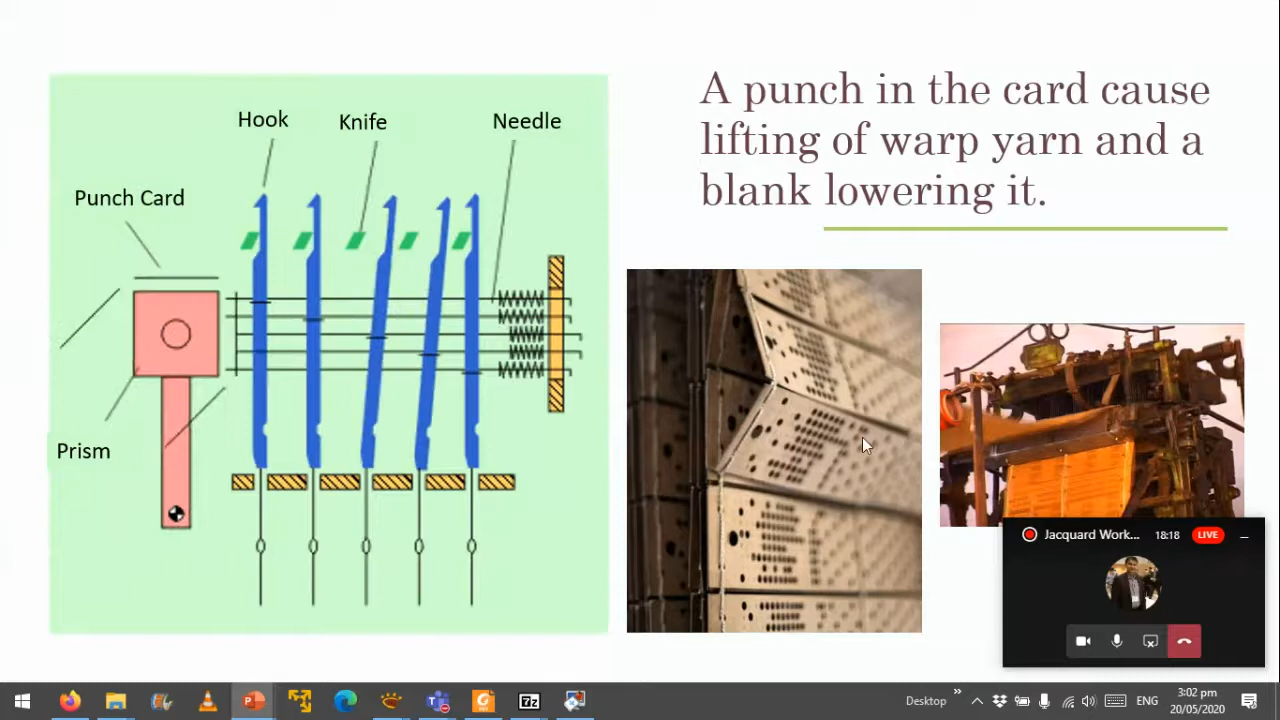 A punch in the card cause
lifting of warp yarn and a
blank lowering it.
Hook
Knife
Needle
Punch Card
Prism
Jacquard Work...
18:18
LIVE
7z
Desktop
ENG
3:02 pm
20/05/2020